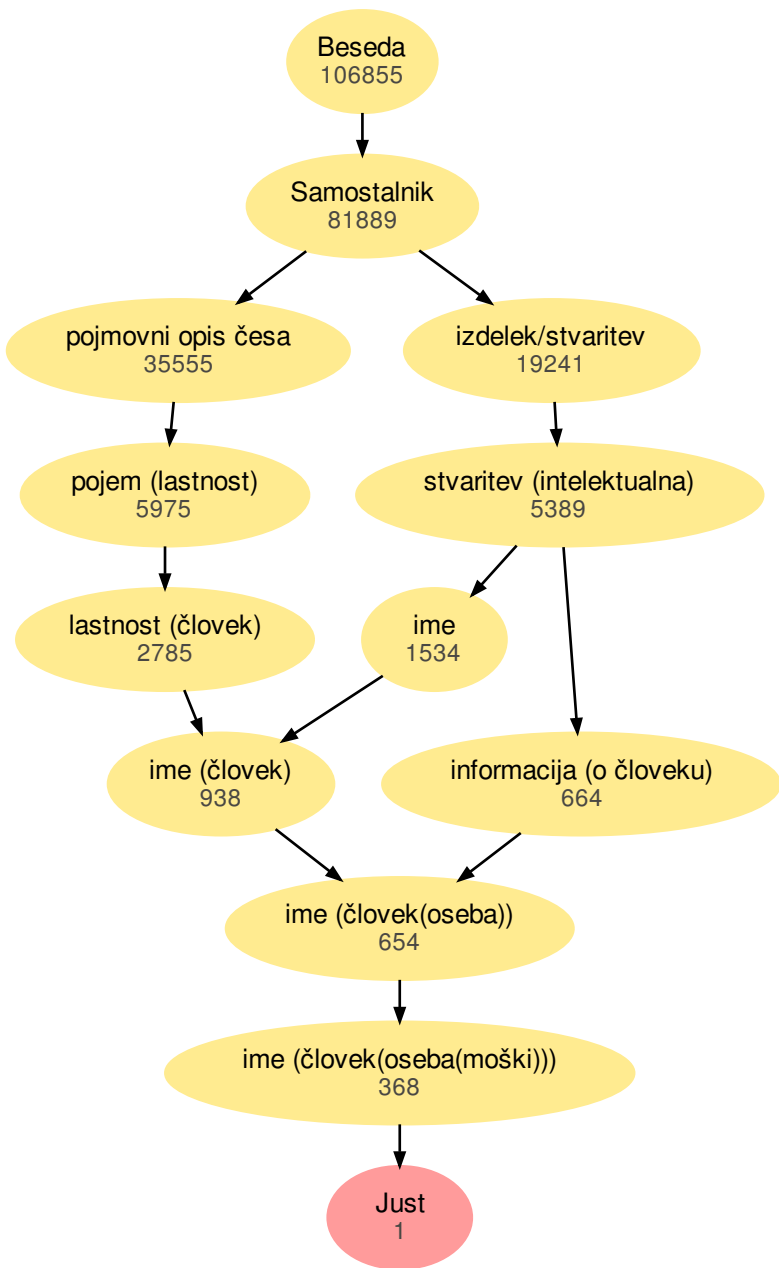 Beseda
106855
Samostalnik
81889
pojmovni opis česa
35555
izdelek/stvaritev
19241
pojem (lastnost)
5975
stvaritev (intelektualna)
5389
lastnost (človek)
2785
ime
1534
ime (človek)
938
informacija (o človeku)
664
ime (človek(oseba))
654
ime (človek(oseba(moški)))
368
Just
1